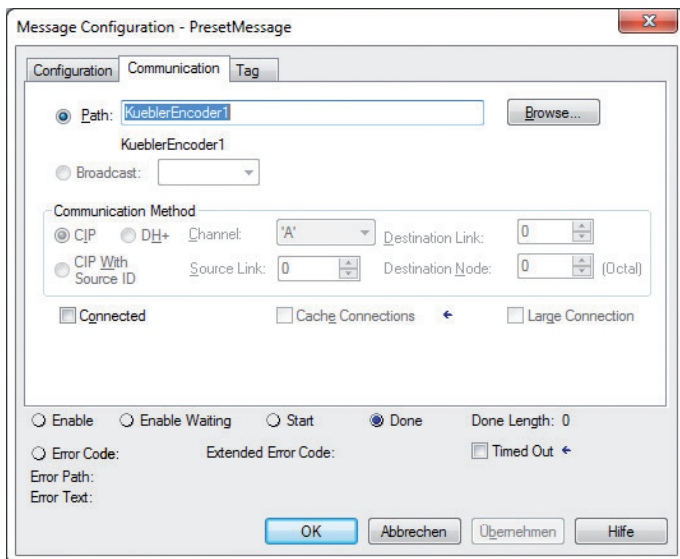 Message Configuration - PresetMessage
Configuration Communication Tag
Path: KueblerEncoder1 Browse...
KueblerEncoder1
Broadcast:
Communication Method
CIP DH+ Channel: 'A' Destination Link: 0
CIP With Source ID Source Link: 0 Destination Node: 0 (Octal)
Connected Cache Connections Large Connection
Enable Enable Waiting Start Done Done Length: 0
Error Code: Extended Error Code: Timed Out
Error Path:
Error Text:
OK Abbrechen Übernehmen Hilfe